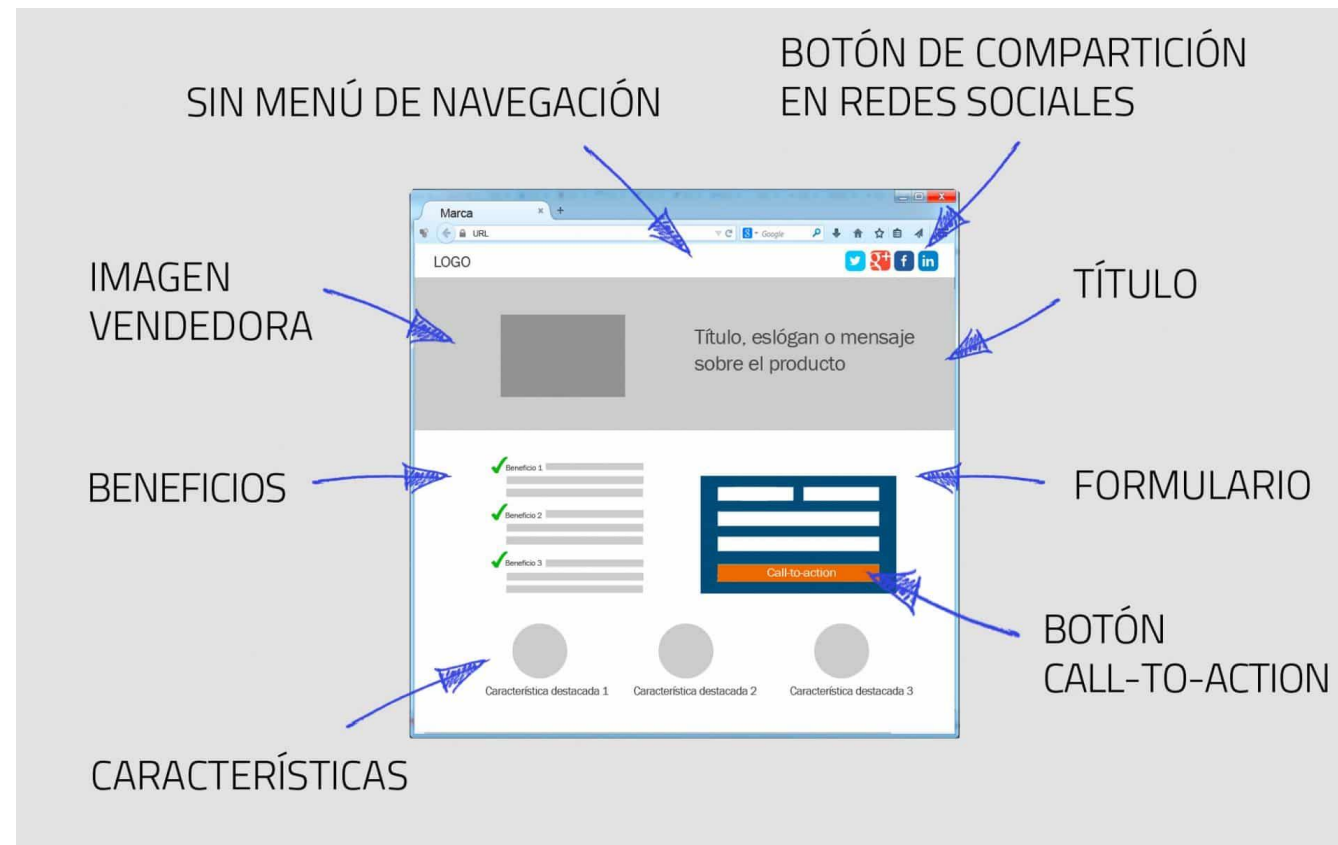 BOTÓN DE COMPARTICIÓN
EN REDES SOCIALES
SIN MENÚ DE NAVEGACIÓN
Marca
URL
Google
LOGO
IMAGEN
VENDEDORA
TÍTULO
Título, eslógan o mensaje
sobre el producto
BENEFICIOS
Beneficio 1
Beneficio 2
Beneficio 3
FORMULARIO
Call-to-action
BOTÓN
CALL-TO-ACTION
Característica destacada 1
Característica destacada 2
Característica destacada 3
CARACTERÍSTICAS